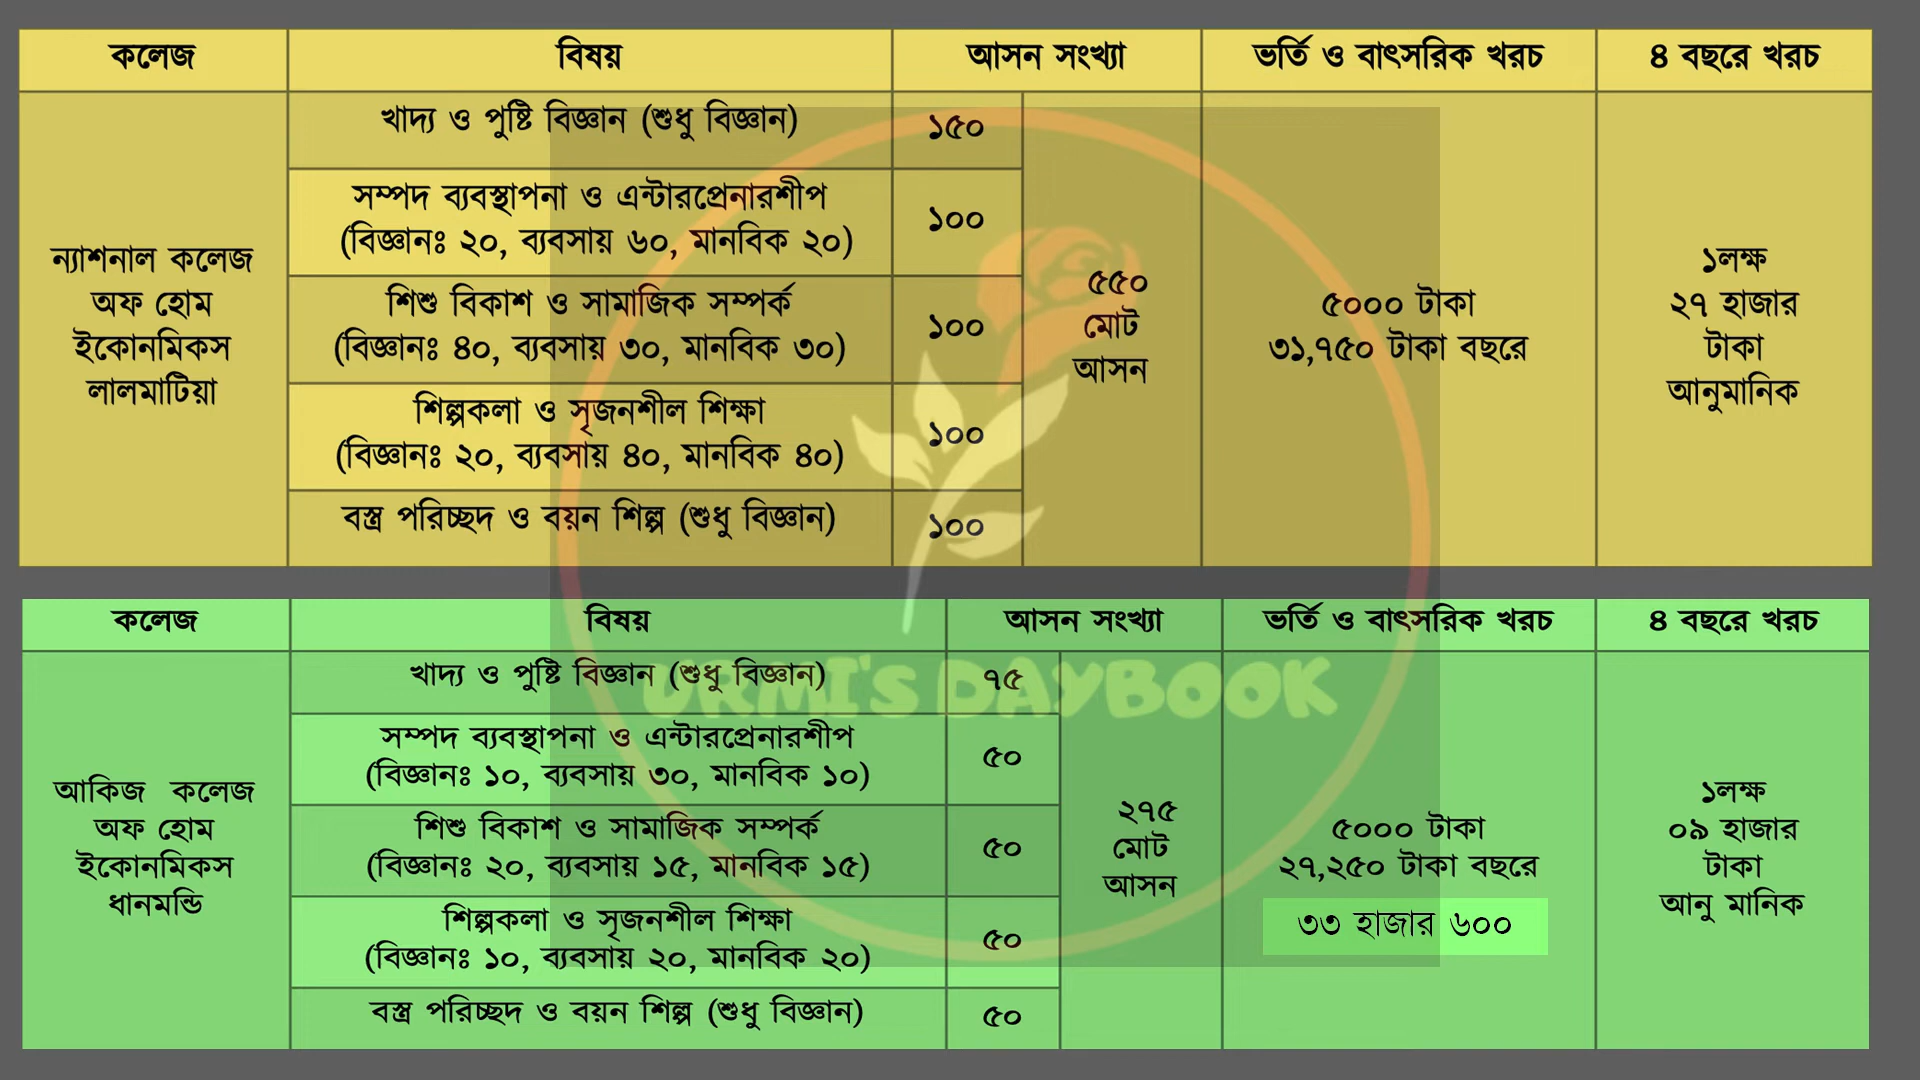 কলেজ বিষয় আসন সংখ্যা ভর্তি ও বাৎসরিক খরচ ৪ বছরে খরচ
ন্যাশনাল কলেজ
অফ হোম
ইকোনমিকস
লালমাটিয়া
খাদ্য ও পুষ্টি বিজ্ঞান (শুধু বিজ্ঞান)
১৫০
সম্পদ ব্যবস্থাপনা ও এন্টারপ্রেনারশীপ
(বিজ্ঞানঃ ২০, ব্যবসায় ৬০, মানবিক ২০)
১০০
শিশু বিকাশ ও সামাজিক সম্পর্ক
(বিজ্ঞানঃ ৪০, ব্যবসায় ৩০, মানবিক ৩০)
১০০
শিল্পকলা ও সৃজনশীল শিক্ষা
(বিজ্ঞানঃ ২০, ব্যবসায় ৪০, মানবিক ৪০)
১০০
বস্ত্র পরিচ্ছদ ও বয়ন শিল্প (শুধু বিজ্ঞান)
১০০
৫৫০
মোট
আসন
৫০০০ টাকা
৩১,৭৫০ টাকা বছরে
১লক্ষ
২৭ হাজার
টাকা
আনুমানিক
কলেজ বিষয় আসন সংখ্যা ভর্তি ও বাৎসরিক খরচ ৪ বছরে খরচ
আকিজ কলেজ
অফ হোম
ইকোনমিকস
ধানমন্ডি
খাদ্য ও পুষ্টি বিজ্ঞান (শুধু বিজ্ঞান)
৭৫
সম্পদ ব্যবস্থাপনা ও এন্টারপ্রেনারশীপ
(বিজ্ঞানঃ ১০, ব্যবসায় ৩০, মানবিক ১০)
৫০
শিশু বিকাশ ও সামাজিক সম্পর্ক
(বিজ্ঞানঃ ২০, ব্যবসায় ১৫, মানবিক ১৫)
৫০
শিল্পকলা ও সৃজনশীল শিক্ষা
(বিজ্ঞানঃ ১০, ব্যবসায় ২০, মানবিক ২০)
৫০
বস্ত্র পরিচ্ছদ ও বয়ন শিল্প (শুধু বিজ্ঞান)
৫০
২৭৫
মোট
আসন
৫০০০ টাকা
২৭,২৫০ টাকা বছরে
৩৩ হাজার ৬০০
১লক্ষ
০৯ হাজার
টাকা
আনু মানিক
URMI'S DAYBOOK